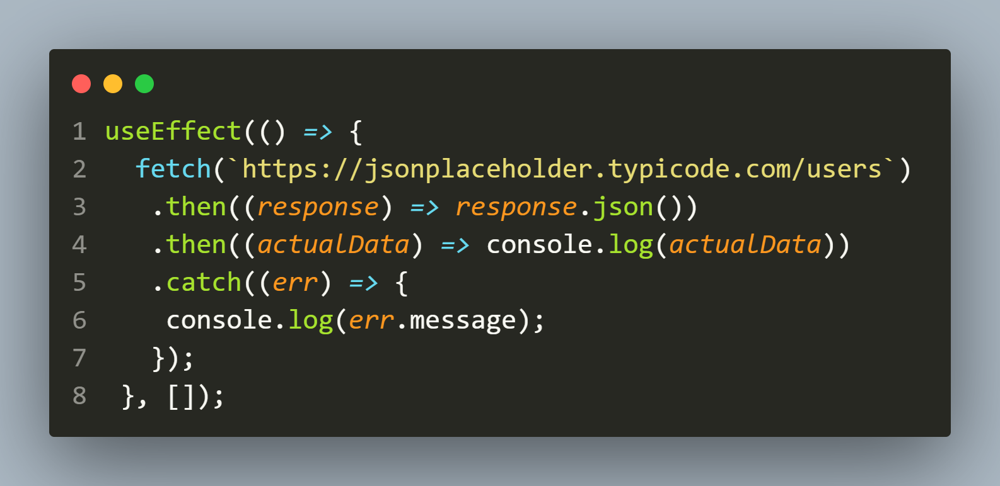 1 useEffect(() => {
2   fetch(`https://jsonplaceholder.typicode.com/users`)
3    .then((response) => response.json())
4    .then((actualData) => console.log(actualData))
5    .catch((err) => {
6     console.log(err.message);
7    });
8  }, []);